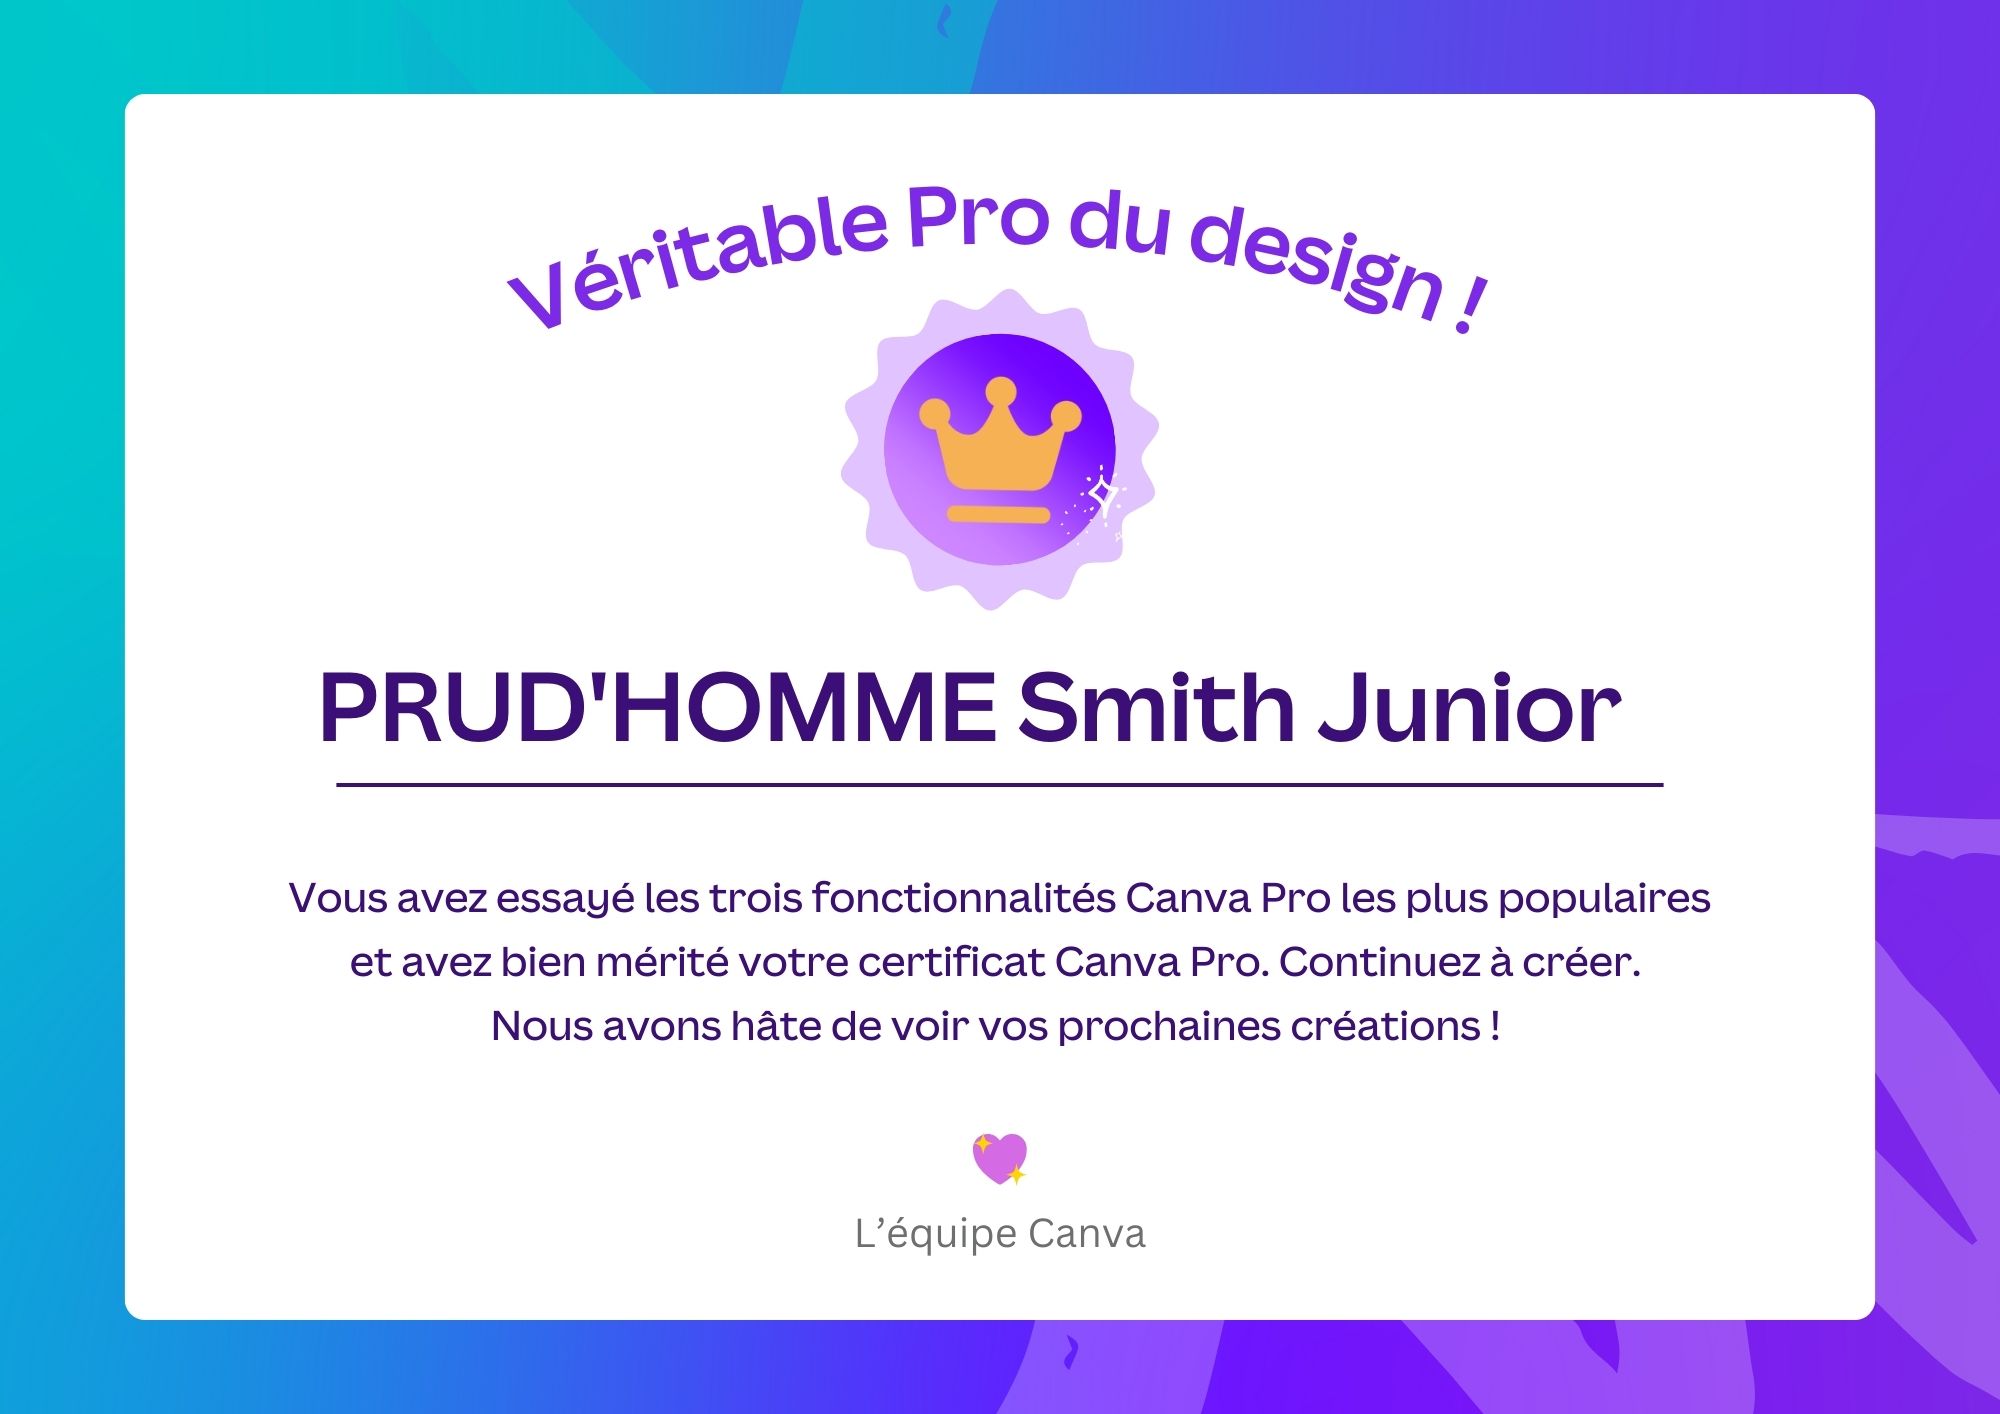 Véritable Pro du design !
PRUD'HOMME Smith Junior
Vous avez essayé les trois fonctionnalités Canva Pro les plus populaires
et avez bien mérité votre certificat Canva Pro. Continuez à créer.
Nous avons hâte de voir vos prochaines créations !
L’équipe Canva